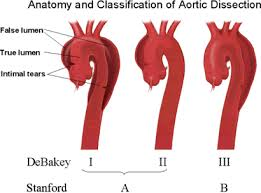 Anatomy and Classification of Aortic Dissection
False lumen
True lumen
Intimal tears
DeBakey I II III
Stanford A B